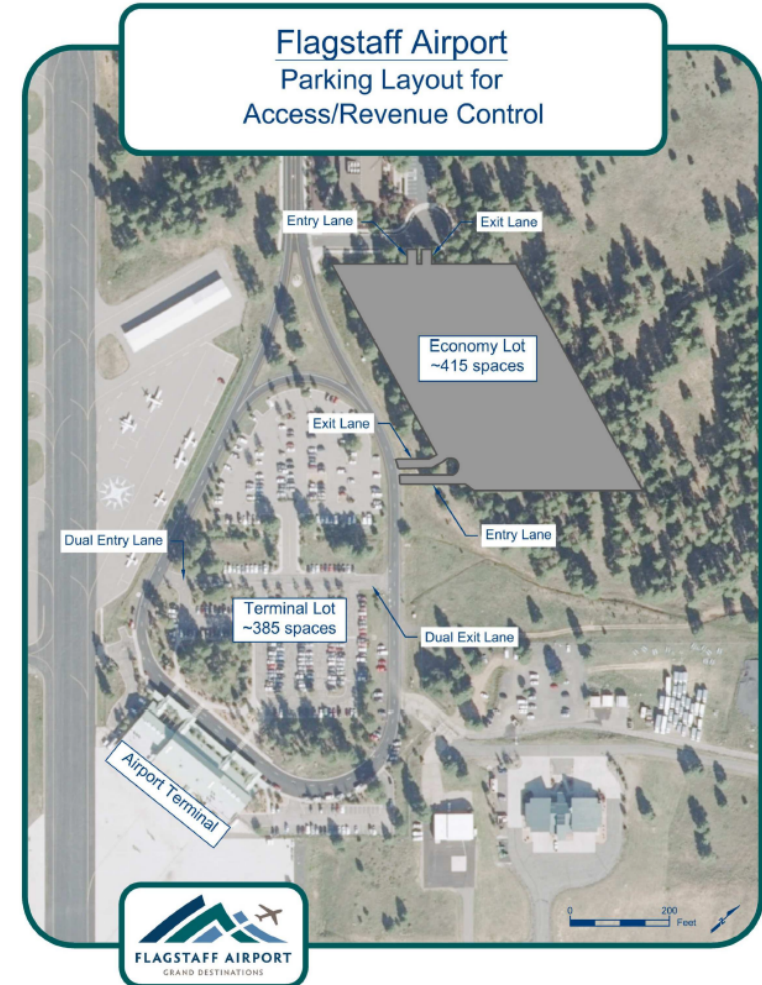 Flagstaff Airport
Parking Layout for
Access/Revenue Control
Entry Lane
Exit Lane
Economy Lot
~415 spaces
Exit Lane
Dual Entry Lane
Entry Lane
Terminal Lot
~385 spaces
Dual Exit Lane
Airport Terminal
0
200
Feet
FLAGSTAFF AIRPORT
GRAND DESTINATIONS